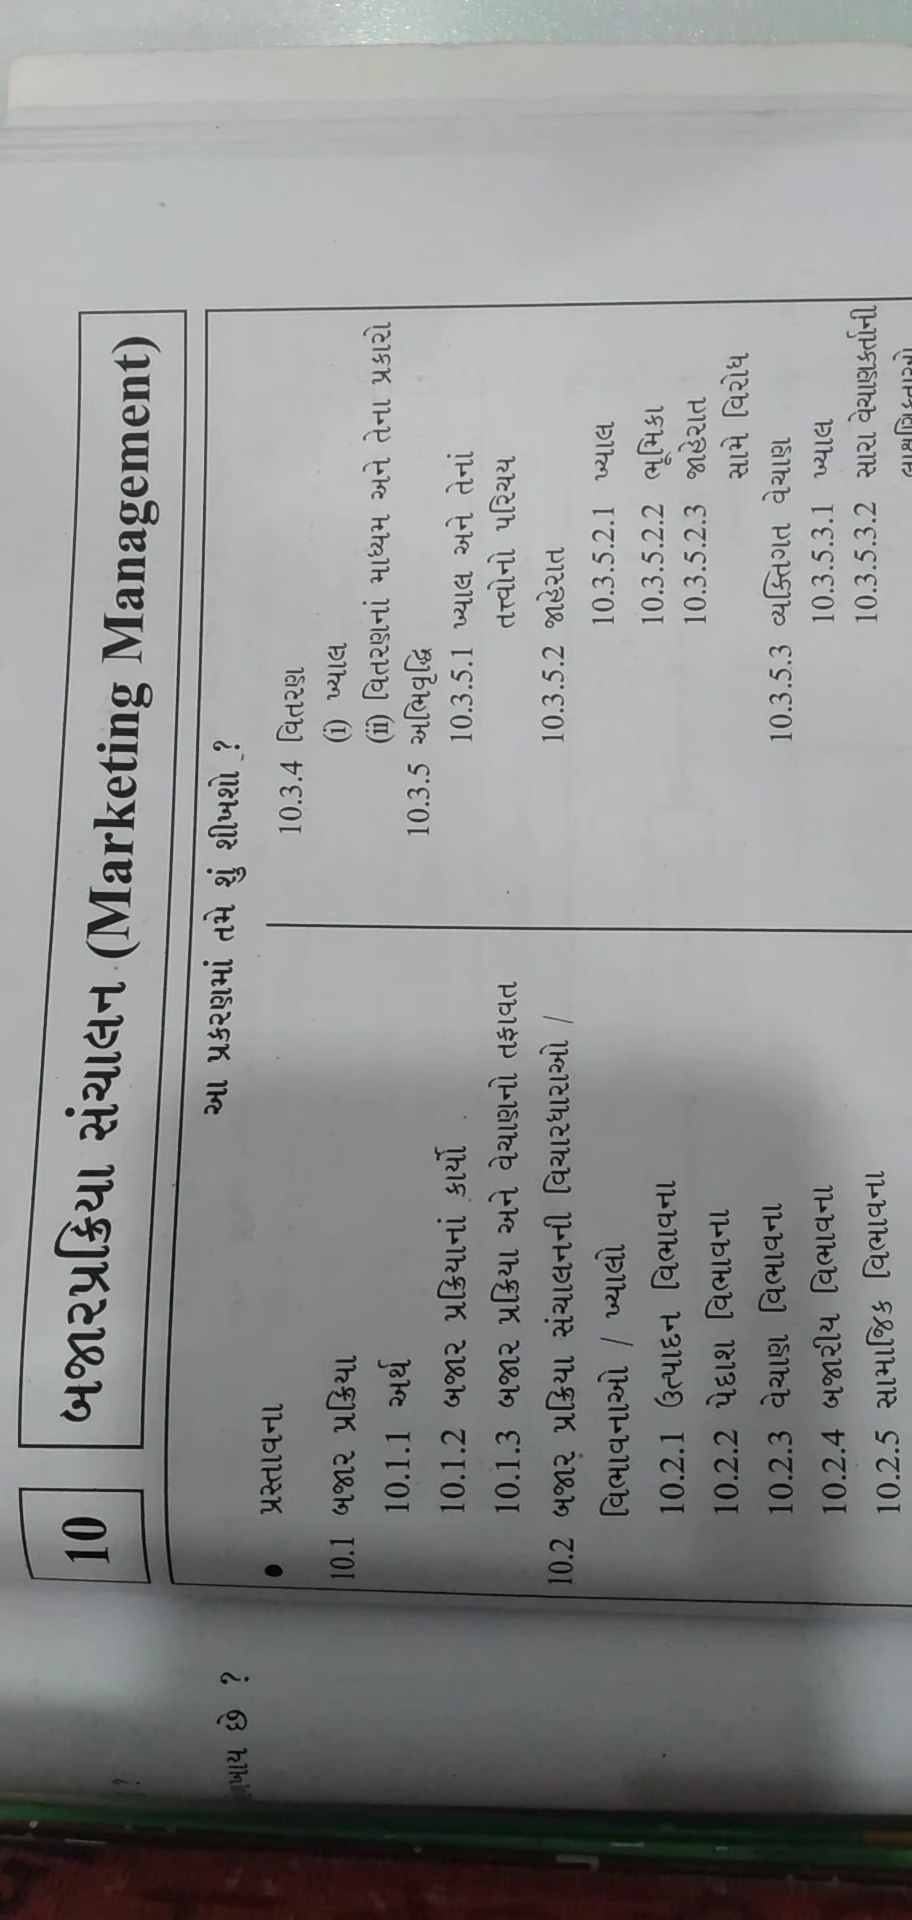 10
બજારપ્રક્રિયા સંચાલન (Marketing Management)
આ પ્રકરણમાં તમે શું શીખશો ?
• પ્રસ્તાવના
10.1 બજાર પ્રક્રિયા
10.1.1 અર્થ
10.1.2 બજાર પ્રક્રિયાનાં કાર્યો
10.1.3 બજાર પ્રક્રિયા અને વેચાણનો તફાવત
10.2 બજાર પ્રક્રિયા સંચાલનની વિચારધારાઓ /
વિભાવનાઓ / ખ્યાલો
10.2.1 ઉત્પાદન વિભાવના
10.2.2 પેદાશ વિભાવના
10.2.3 વેચાણ વિભાવના
10.2.4 બજારીય વિભાવના
10.2.5 સામાજિક વિભાવના
10.3.4 વિતરણ
(i) ખ્યાલ
(ii) વિતરણનાં માધ્યમ અને તેના પ્રકારો
10.3.5 અભિવૃદ્ધિ
10.3.5.1 ખ્યાલ અને તેનાં
તત્ત્વોનો પરિચય
10.3.5.2 જાહેરાત
10.3.5.2.1 ખ્યાલ
10.3.5.2.2 ભૂમિકા
10.3.5.2.3 જાહેરાત
સામે વિરોધ
10.3.5.3 વ્યક્તિગત વેચાણ
10.3.5.3.1 ખ્યાલ
10.3.5.3.2 સારા વેચાણકર્તાની
છે ?